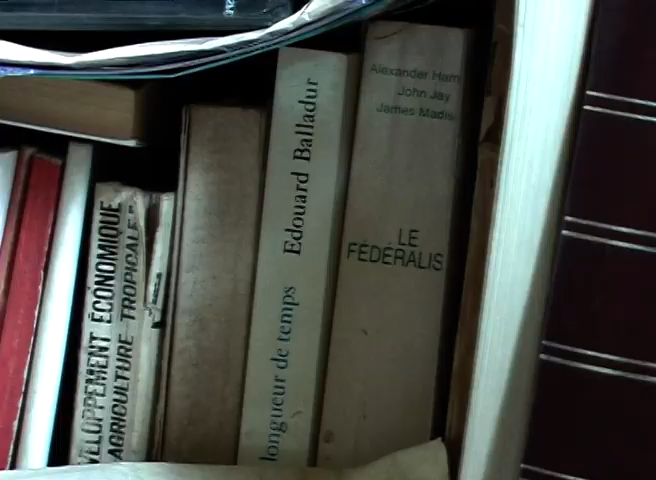 VELOPPEMENT ÉCONOMIQUE
AGRICULTURE TROPICALE
longueur de temps Edouard Balladur
Alexander Ham
John Jay
James Madis
LE
FÉDÉRALIS